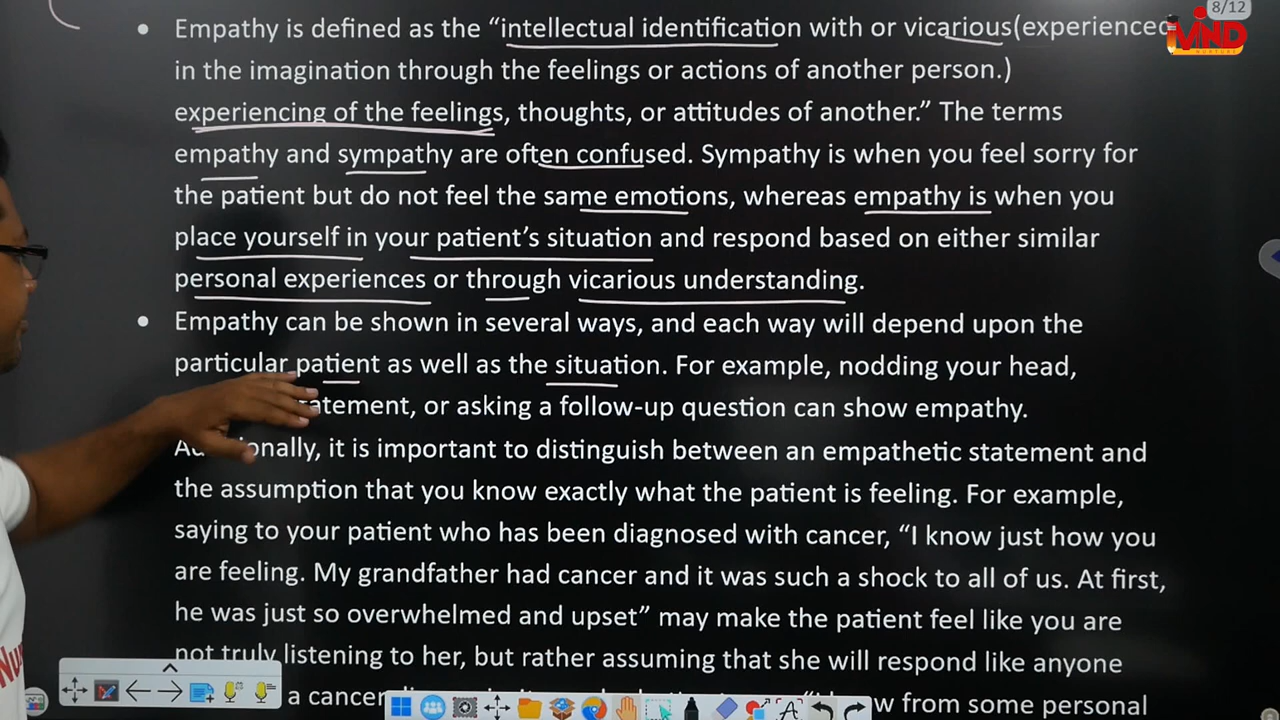 8/12
• Empathy is defined as the “intellectual identification with or vicarious(experienced
MIND
in the imagination through the feelings or actions of another person.)
experiencing of the feelings, thoughts, or attitudes of another.” The terms
empathy and sympathy are often confused. Sympathy is when you feel sorry for
the patient but do not feel the same emotions, whereas empathy is when you
place yourself in your patient’s situation and respond based on either similar
personal experiences or through vicarious understanding.
• Empathy can be shown in several ways, and each way will depend upon the
particular patient as well as the situation. For example, nodding your head,
atement, or asking a follow-up question can show empathy.
onally, it is important to distinguish between an empathetic statement and
the assumption that you know exactly what the patient is feeling. For example,
saying to your patient who has been diagnosed with cancer, “I know just how you
are feeling. My grandfather had cancer and it was such a shock to all of us. At first,
he was just so overwhelmed and upset” may make the patient feel like you are
not truly listening to her, but rather assuming that she will respond like anyone
a cancer
w from some personal
Nur